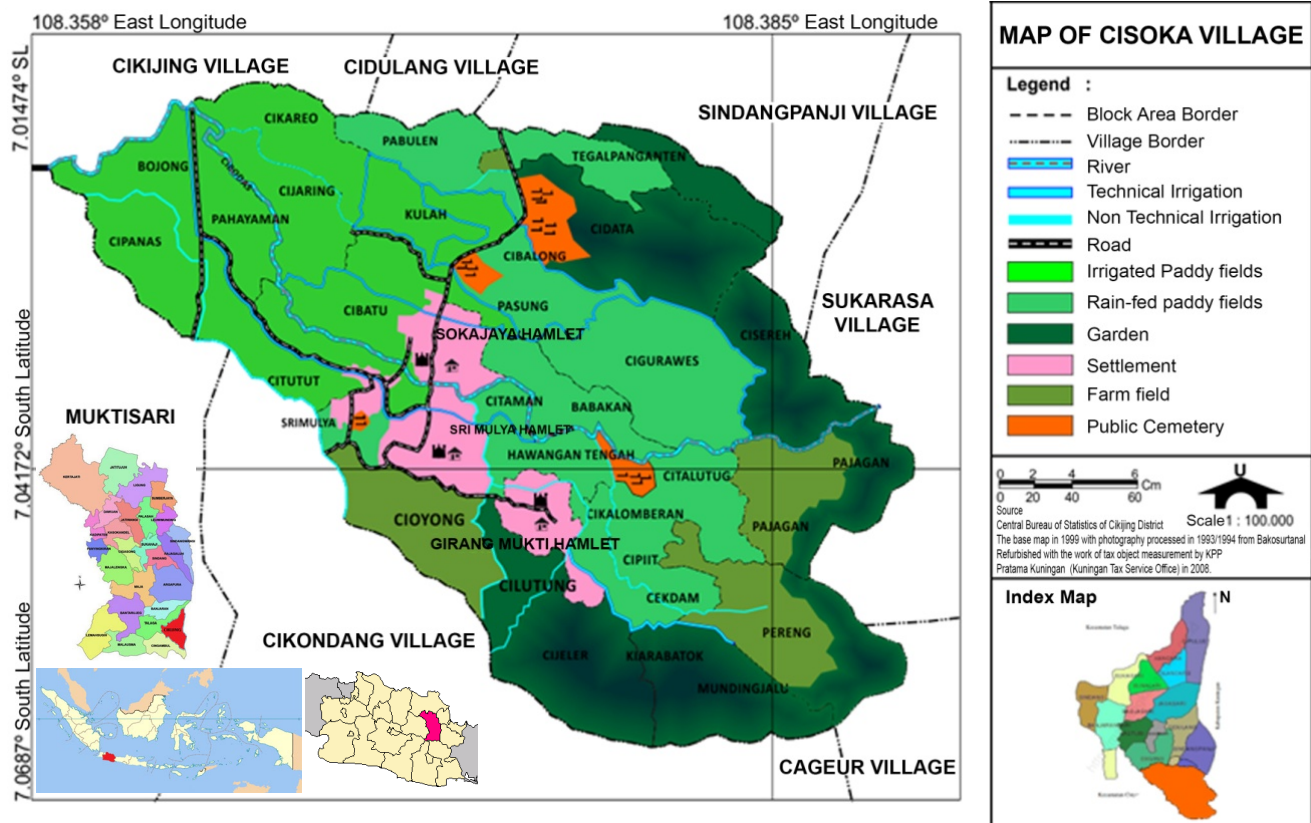 108.358º East Longitude
108.385º East Longitude
7.01474º SL
7.04172º South Latitude
7.0687º South Latitude
CIKIJING VILLAGE
CIDULANG VILLAGE
SINDANGPANJI VILLAGE
SUKARASA
VILLAGE
CIKAREO
PABULEN
TEGALPANGANTEN
BOJONG
CIJARING
PAHAYAMAN
KULAH
CIDATA
CIPANAS
CIBALONG
PASUNG
CIBATU
SOKAJAYA HAMLET
CISEREH
CIGURAWES
CITUTUT
CITAMAN
BABAKAN
MUKTISARI
SRIMULYA
SRI MULYA HAMLET
HAWANGAN TENGAH
CITALUTUG
PAJAGAN
CIOYONG
CIKALOMBERAN
PAJAGAN
GIRANG MUKTI HAMLET
CIPIIT
CILUTUNG
CEKDAM
PERENG
CIKONDANG VILLAGE
CIJELER
KIARABATOK
MUNDINGJALU
CAGEUR VILLAGE
MAP OF CISOKA VILLAGE
Legend :
Block Area Border
Village Border
River
Technical Irrigation
Non Technical Irrigation
Road
Irrigated Paddy fields
Rain-fed paddy fields
Garden
Settlement
Farm field
Public Cemetery
0 2 4 6
0 20 40 60 Cm
U
Scale1 : 100.000
Source
Central Bureau of Statistics of Cikijing District
The base map in 1999 with photography processed in 1993/1994 from Bakosurtanal
Refurbished with the work of tax object measurement by KPP
Pratama Kuningan (Kuningan Tax Service Office) in 2008.
Index Map
N